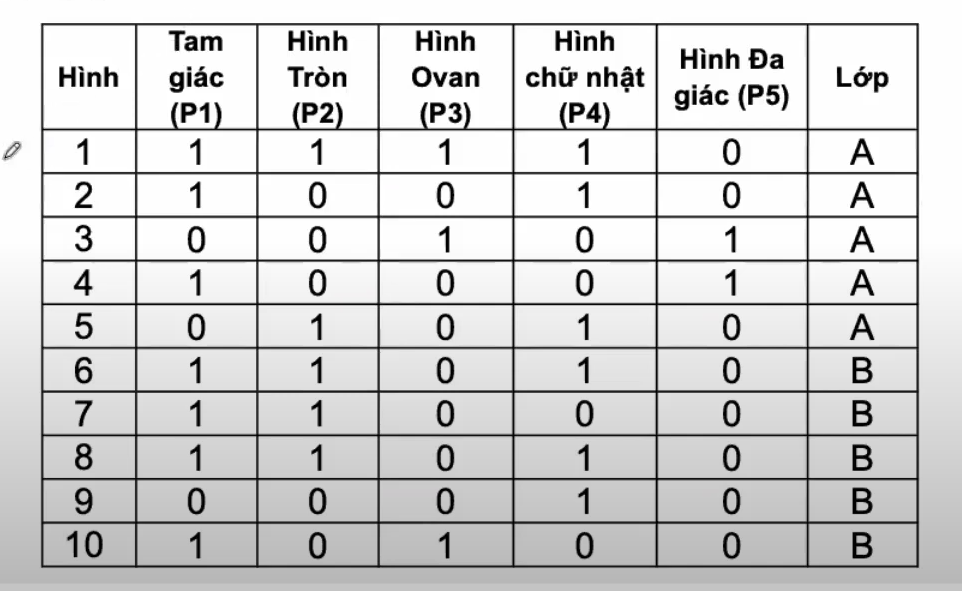 Hình Tam giác (P1) Hình Tròn (P2) Hình Ovan (P3) Hình chữ nhật (P4) Hình Đa giác (P5) Lớp
1 1 1 1 1 0 A
2 1 0 0 1 0 A
3 0 0 1 0 1 A
4 1 0 0 0 1 A
5 0 1 0 1 0 A
6 1 1 0 1 0 B
7 1 1 0 0 0 B
8 1 1 0 1 0 B
9 0 0 0 1 0 B
10 1 0 1 0 0 B